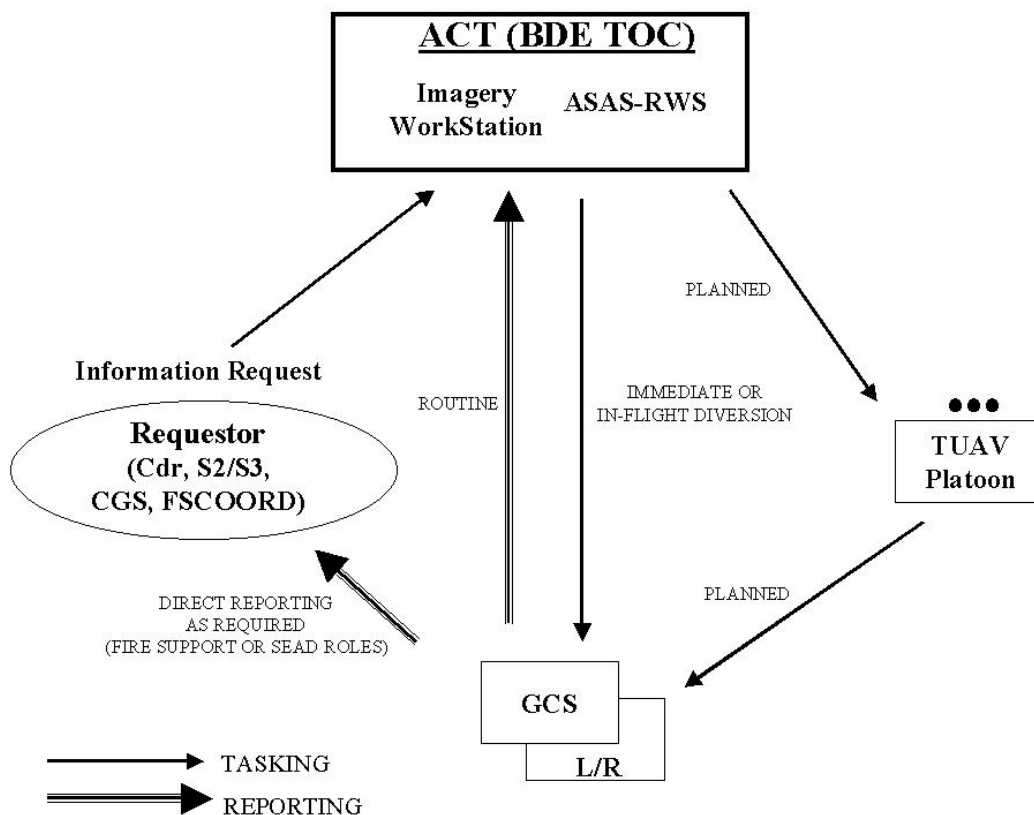 ACT (BDE TOC)
Imagery
WorkStation
ASAS-RWS
PLANNED
Information Request
ROUTINE
IMMEDIATE OR
IN-FLIGHT DIVERSION
Requestor
(Cdr, S2/S3,
CGS, FSCOORD)
TUAV
Platoon
DIRECT REPORTING
AS REQUIRED
(FIRE SUPPORT OR SEAD ROLES)
PLANNED
GCS
L/R
TASKING
REPORTING